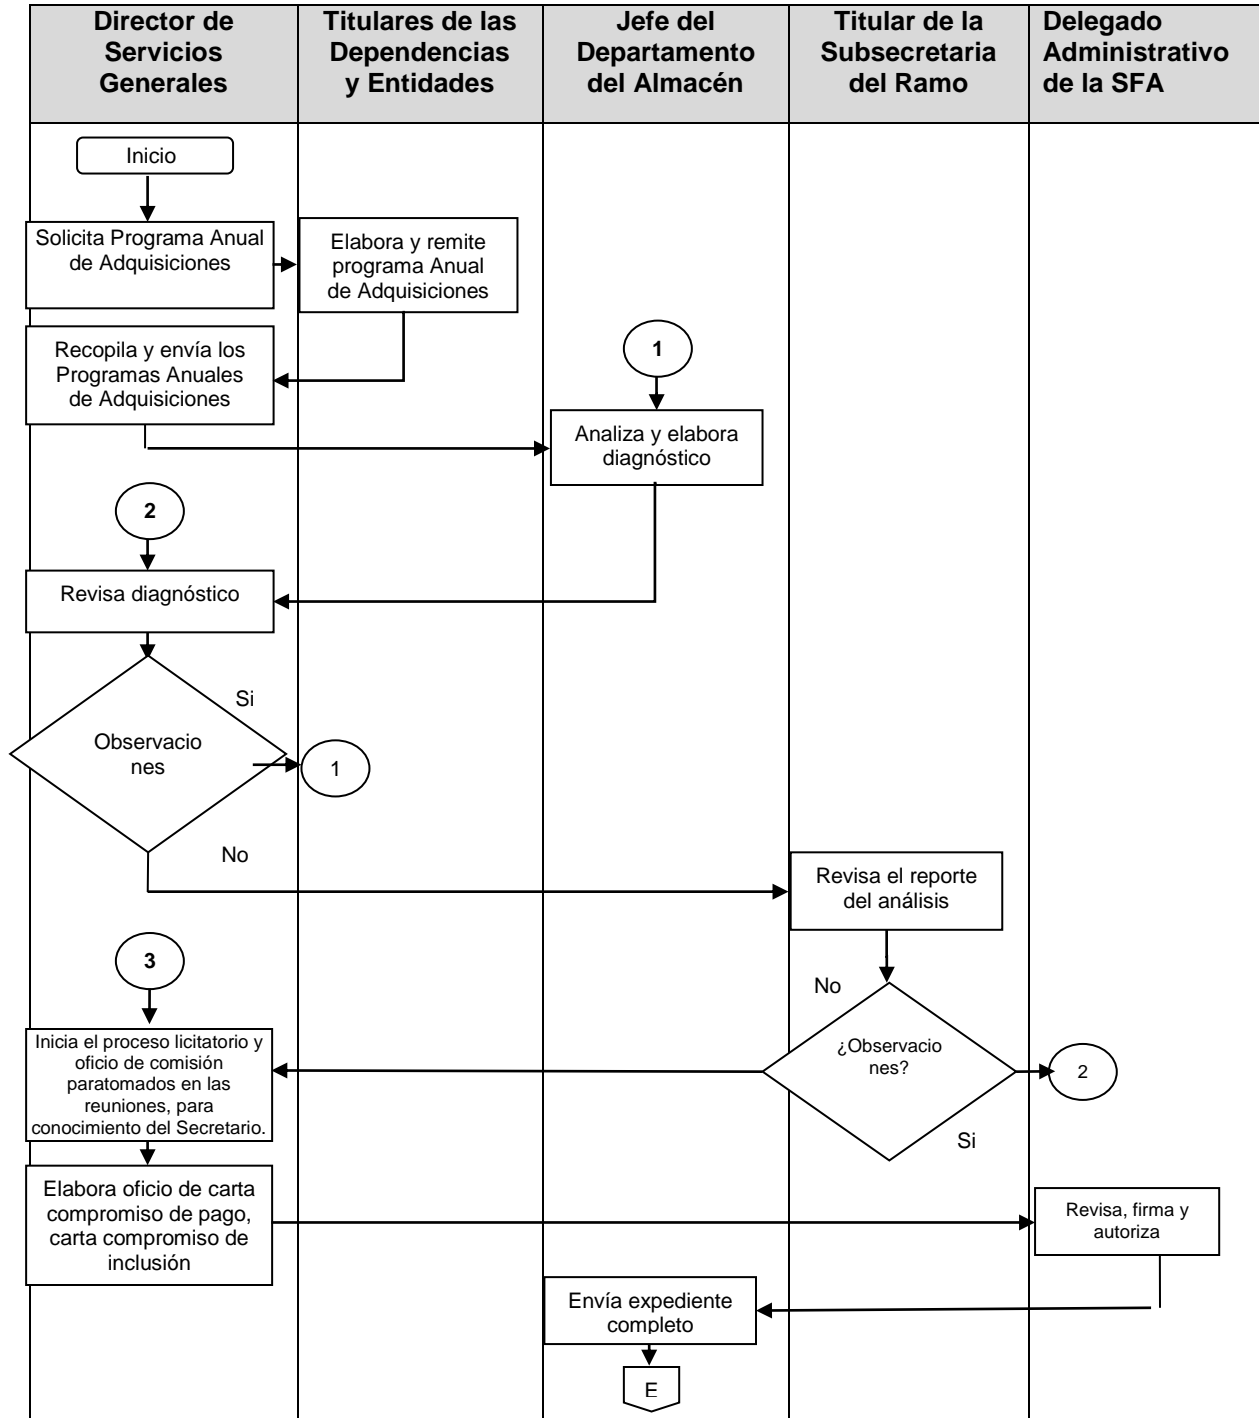 Director de
Servicios
Generales
Titulares de las
Dependencias
y Entidades
Jefe del
Departamento
del Almacén
Titular de la
Subsecretaria
del Ramo
Delegado
Administrativo
de la SFA
Inicio
Solicita Programa Anual
de Adquisiciones
Elabora y remite
programa Anual
de Adquisiciones
Recopila y envía los
Programas Anuales
de Adquisiciones
1
Analiza y elabora
diagnóstico
2
Revisa diagnóstico
Si
Observacio
nes
1
No
Revisa el reporte
del análisis
3
No
Inicia el proceso licitatorio y
oficio de comisión
paratomados en las
reuniones, para
conocimiento del Secretario.
¿Observacio
nes?
2
Si
Elabora oficio de carta
compromiso de pago,
carta compromiso de
inclusión
Revisa, firma y
autoriza
Envía expediente
completo
E